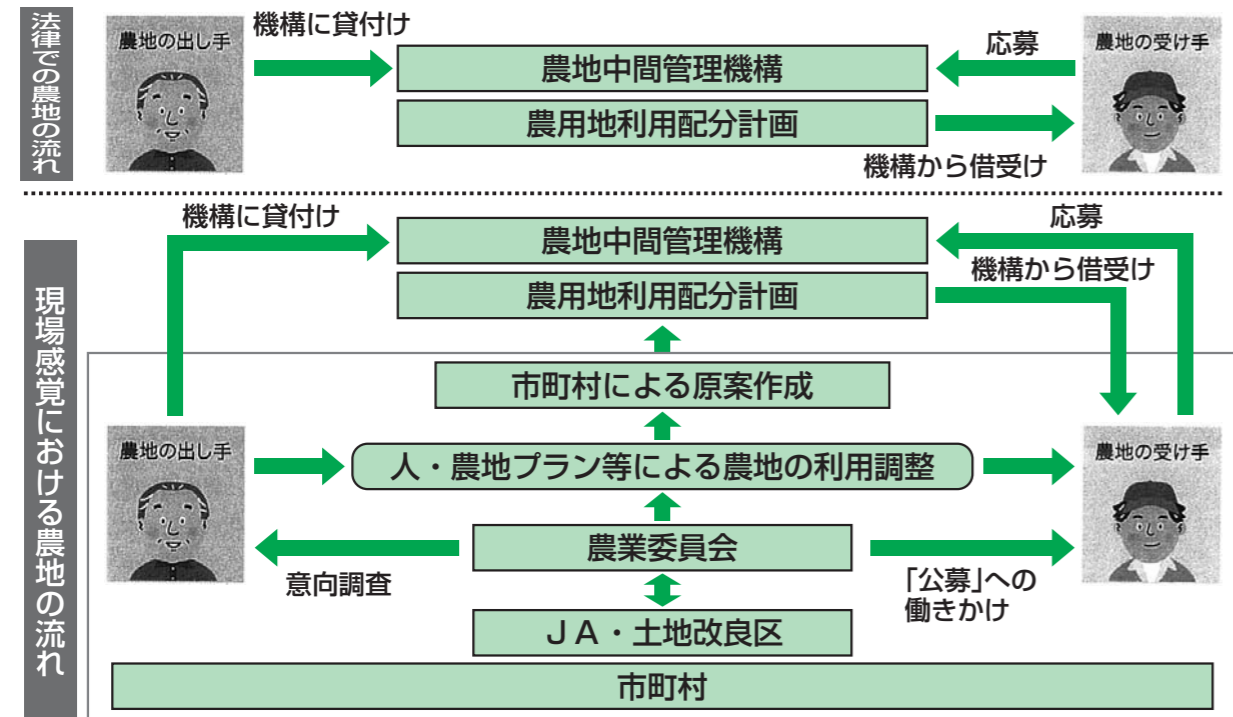 法律での農地の流れ
農地の出し手
機構に貸付け
農地中間管理機構
農用地利用配分計画
応募
機構から借受け
農地の受け手
現場感覚における農地の流れ
機構に貸付け
農地中間管理機構
農用地利用配分計画
応募
機構から借受け
市町村による原案作成
農地の出し手
人・農地プラン等による農地の利用調整
農地の受け手
農業委員会
意向調査
「公募」への
働きかけ
ＪＡ・土地改良区
市町村